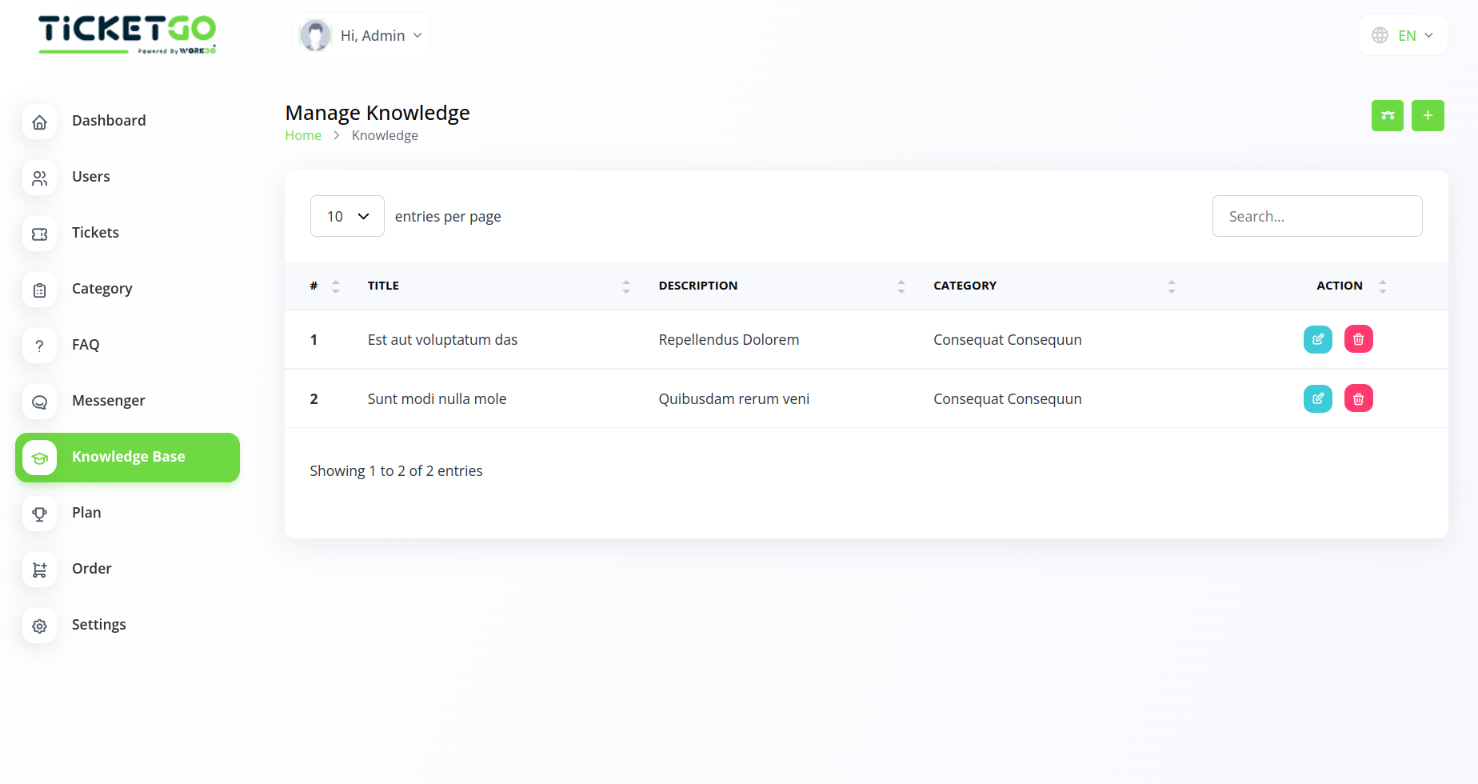 TiCKETGO
Powered By WORKDO
Hi, Admin
EN
Dashboard
Users
Tickets
Category
FAQ
Messenger
Knowledge Base
Plan
Order
Settings
Manage Knowledge
Home > Knowledge
10 entries per page
Search...
# TITLE DESCRIPTION CATEGORY ACTION
1 Est aut voluptatum das Repellendus Dolorem Consequat Consequun
2 Sunt modi nulla mole Quibusdam rerum veni Consequat Consequun
Showing 1 to 2 of 2 entries